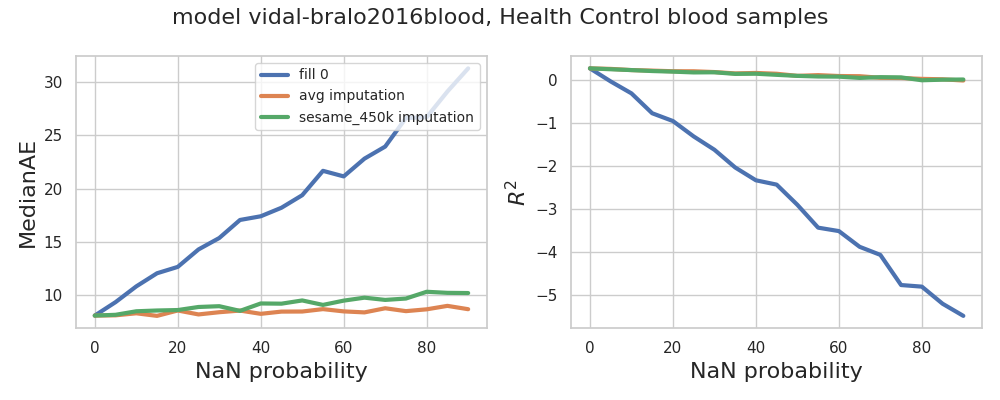 model vidal-bralo2016blood, Health Control blood samples
MedianAE
30
25
20
15
10
fill 0
avg imputation
sesame_450k imputation
0 20 40 60 80
NaN probability
R²
0
−1
−2
−3
−4
−5
0 20 40 60 80
NaN probability